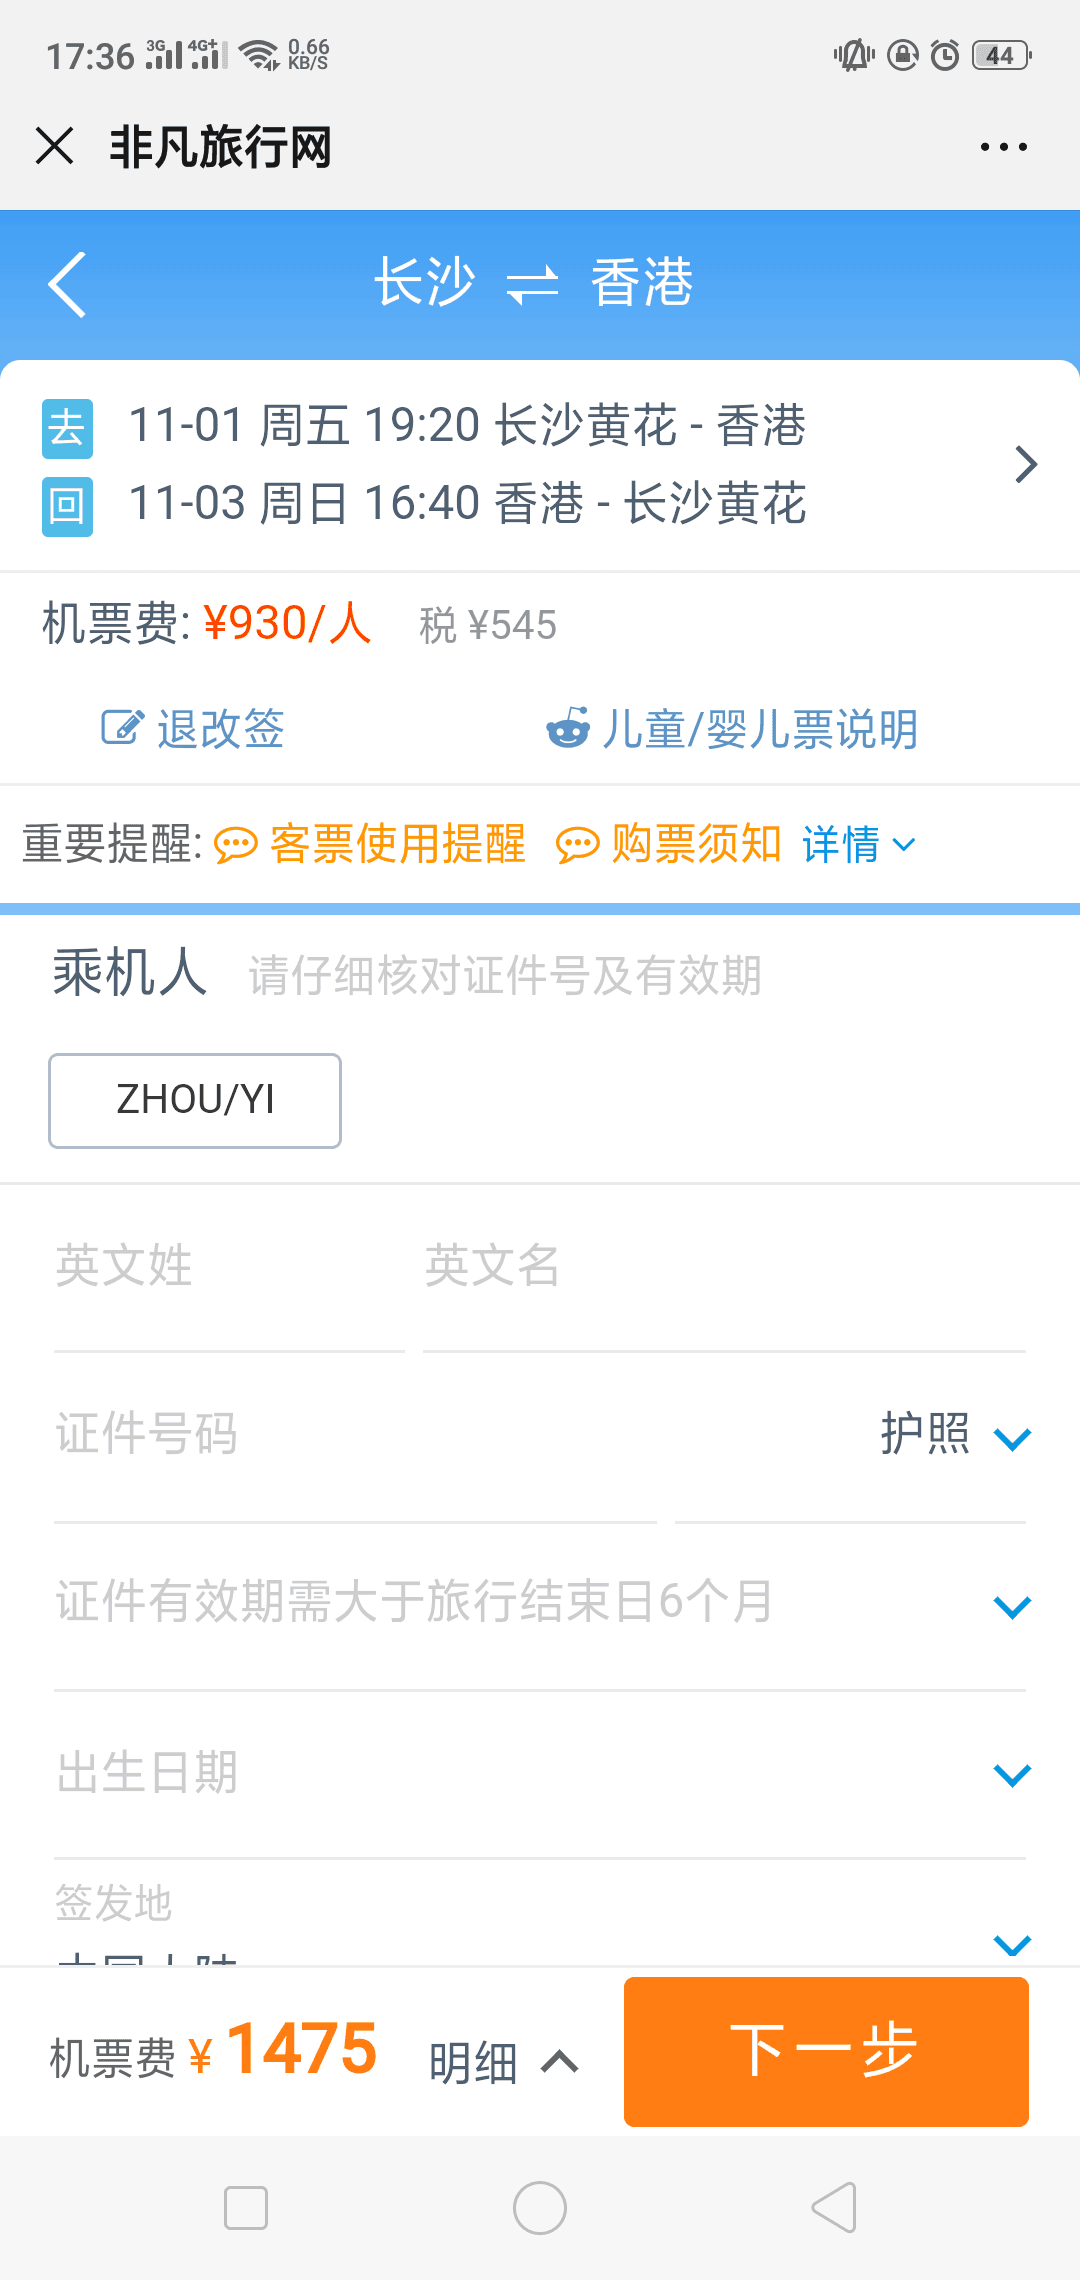 17:36 3G 4G+ 0.66 KB/S 44
非凡旅行网
长沙 香港
去 11-01 周五 19:20 长沙黄花 - 香港
回 11-03 周日 16:40 香港 - 长沙黄花
机票费: ¥930/人 税 ¥545
退改签 儿童/婴儿票说明
重要提醒: 客票使用提醒 购票须知 详情
乘机人 请仔细核对证件号及有效期
ZHOU/YI
英文姓 英文名
证件号码 护照
证件有效期需大于旅行结束日6个月
出生日期
签发地
机票费 ¥ 1475 明细 下一步